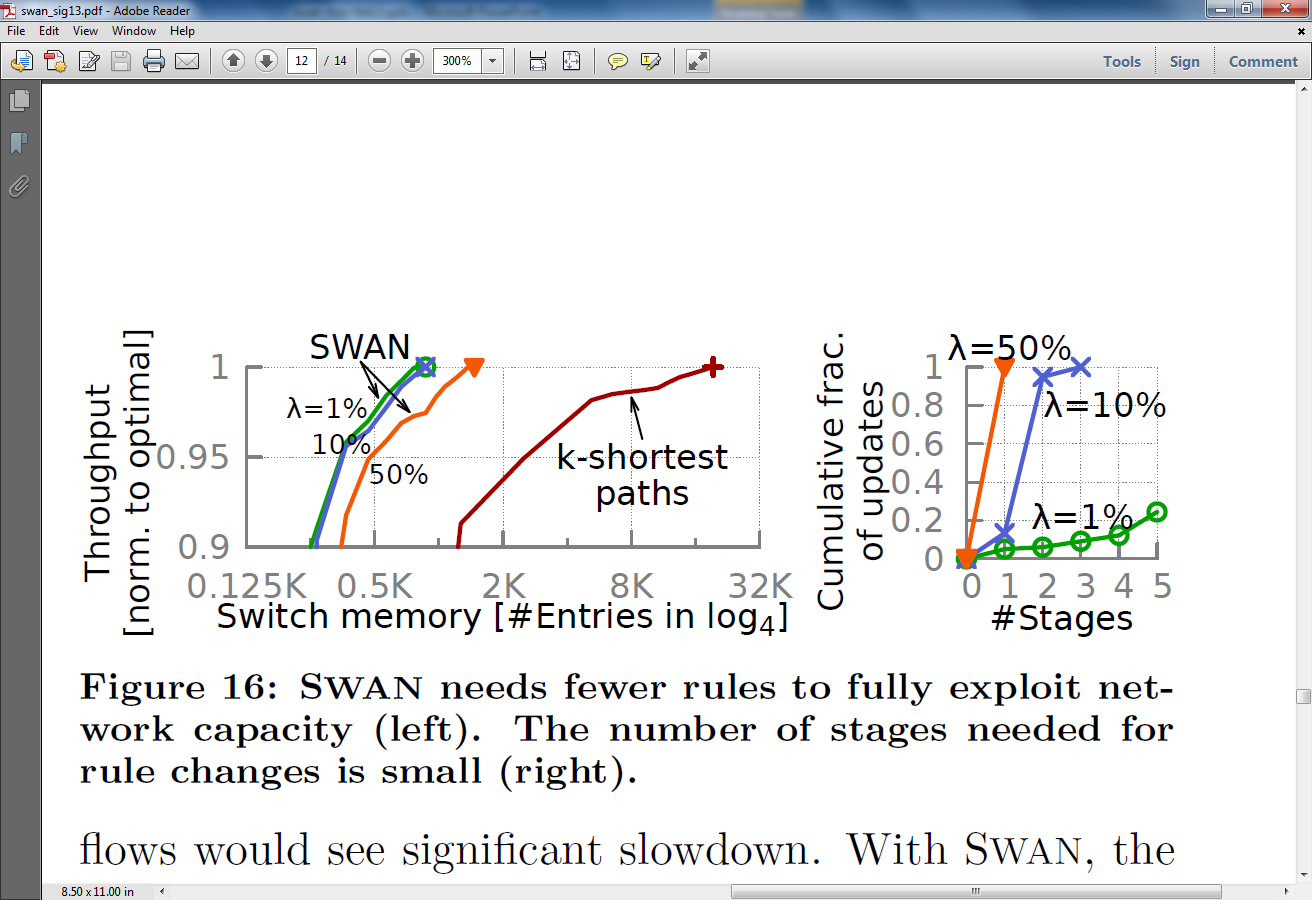 swan_sig13.pdf - Adobe Reader
File Edit View Window Help
12 / 14 300% Tools Sign Comment
Throughput
[norm. to optimal]
1
0.95
0.9
SWAN
λ=1%
10%
50%
k-shortest
paths
0.125K 0.5K 2K 8K 32K
Switch memory [#Entries in log4]
Cumulative frac.
of updates
1
0.8
0.6
0.4
0.2
0
λ=50%
λ=10%
λ=1%
0 1 2 3 4 5
#Stages
Figure 16: SWAN needs fewer rules to fully exploit net-
work capacity (left). The number of stages needed for
rule changes is small (right).
flows would see significant slowdown. With SWAN, the
8.50 x 11.00 in